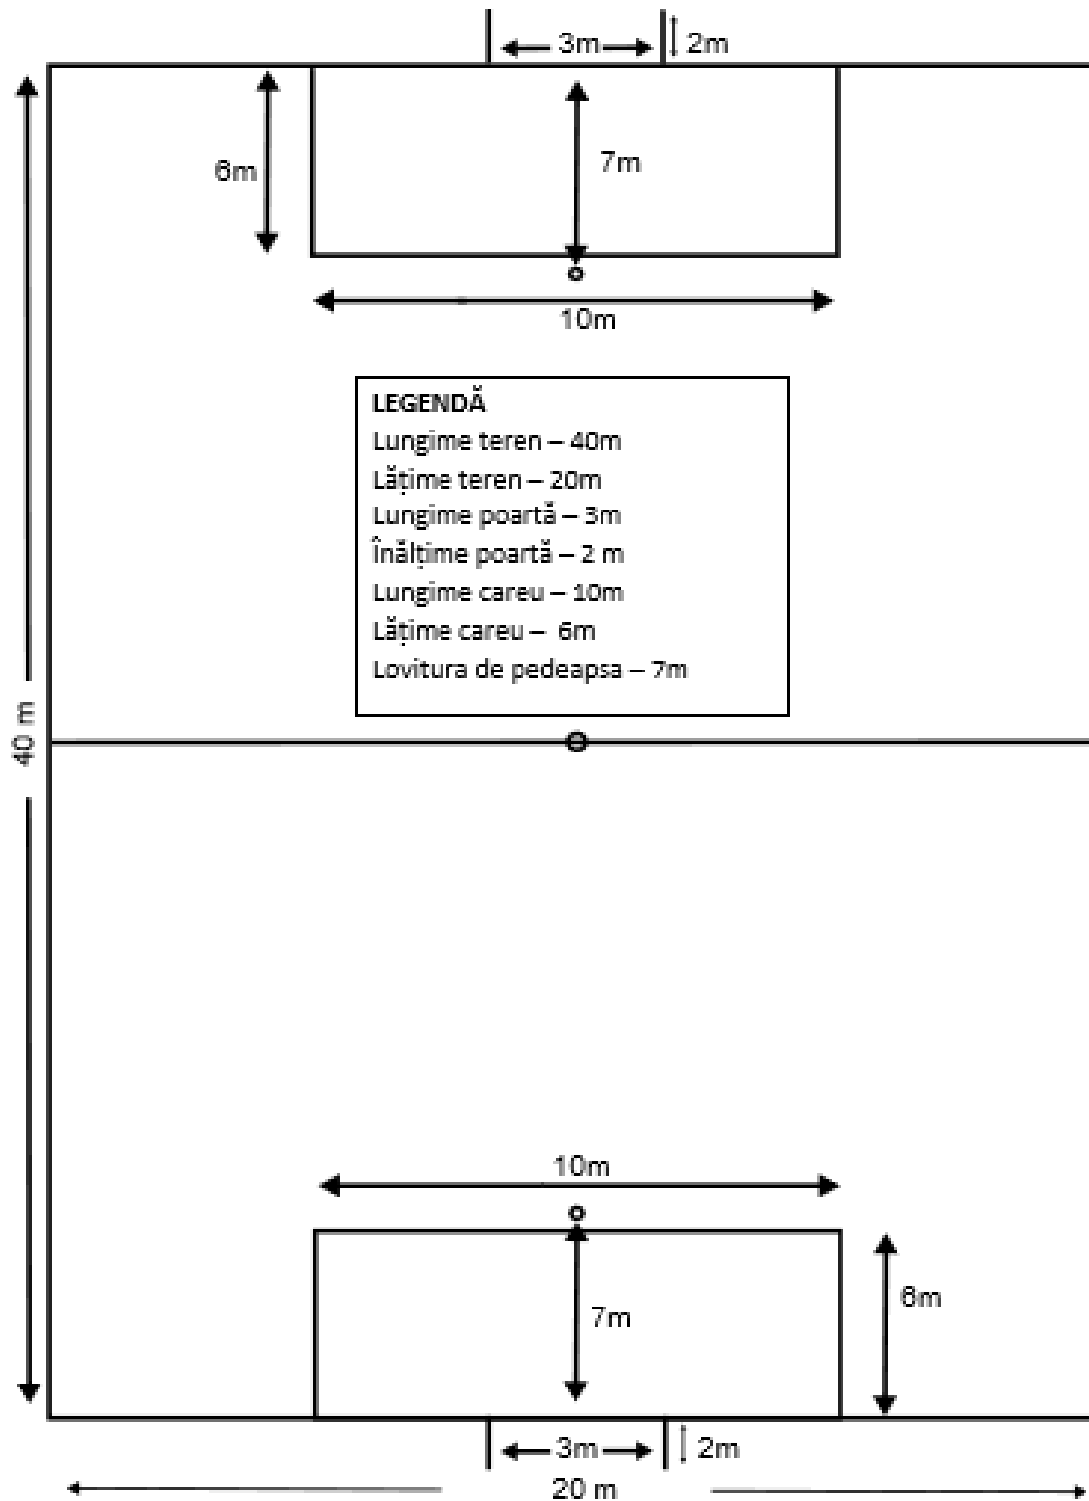 3m
2m
6m
7m
10m
LEGENDĂ
Lungime teren – 40m
Lățime teren – 20m
Lungime poartă – 3m
Înălțime poartă – 2 m
Lungime careu – 10m
Lățime careu – 6m
Lovitura de pedeapsa – 7m
40 m
10m
7m
6m
3m
2m
20 m